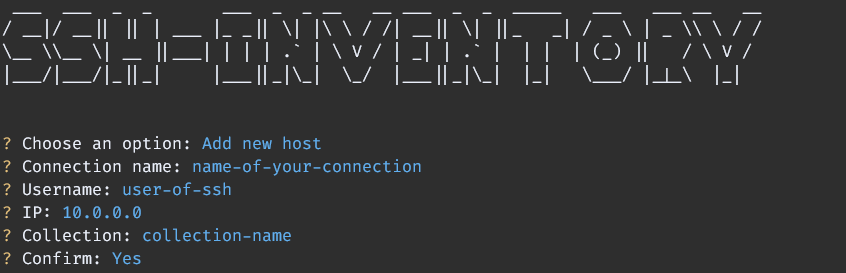 SSH-INVENTORY
? Choose an option: Add new host
? Connection name: name-of-your-connection
? Username: user-of-ssh
? IP: 10.0.0.0
? Collection: collection-name
? Confirm: Yes